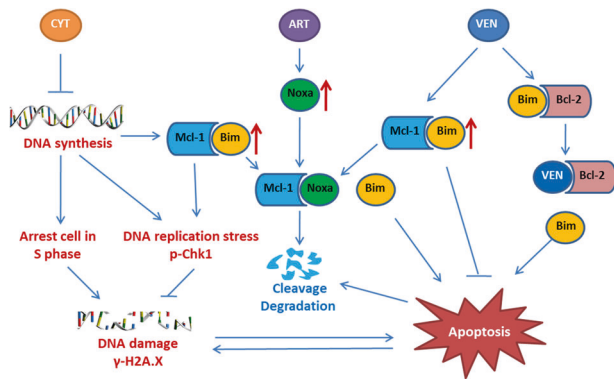 CYT
ART
VEN
Noxa
Bim
Bcl-2
DNA synthesis
Mcl-1
Bim
Mcl-1
Bim
VEN
Bcl-2
Mcl-1
Noxa
Bim
Bim
Arrest cell in
S phase
DNA replication stress
p-Chk1
Cleavage
Degradation
DNA damage
γ-H2A.X
Apoptosis